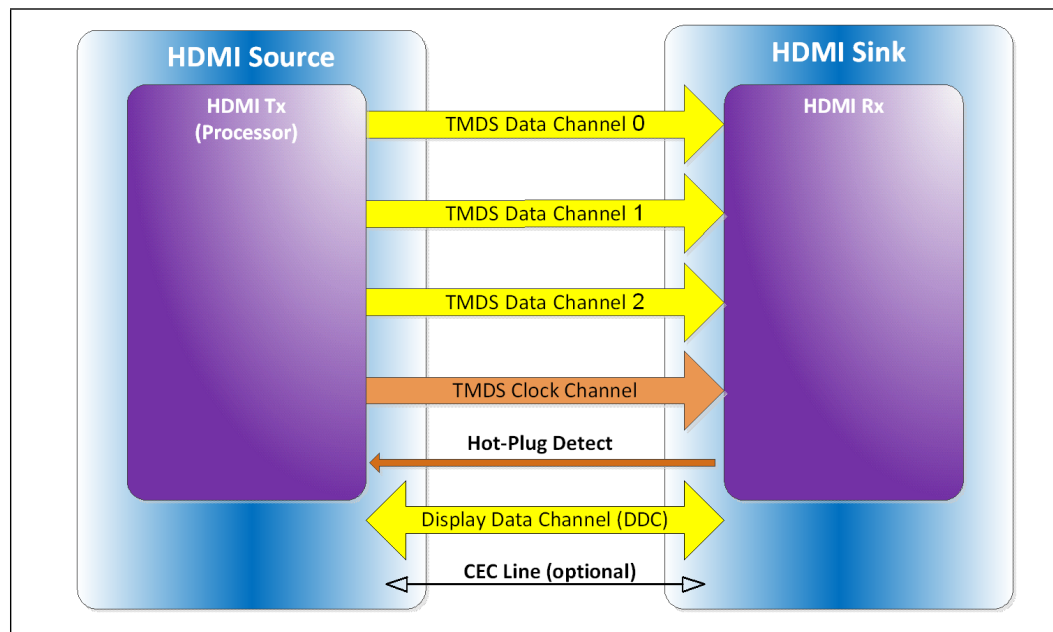 HDMI Source
HDMI Sink
HDMI Tx
(Processor)
HDMI Rx
TMDS Data Channel 0
TMDS Data Channel 1
TMDS Data Channel 2
TMDS Clock Channel
Hot-Plug Detect
Display Data Channel (DDC)
CEC Line (optional)